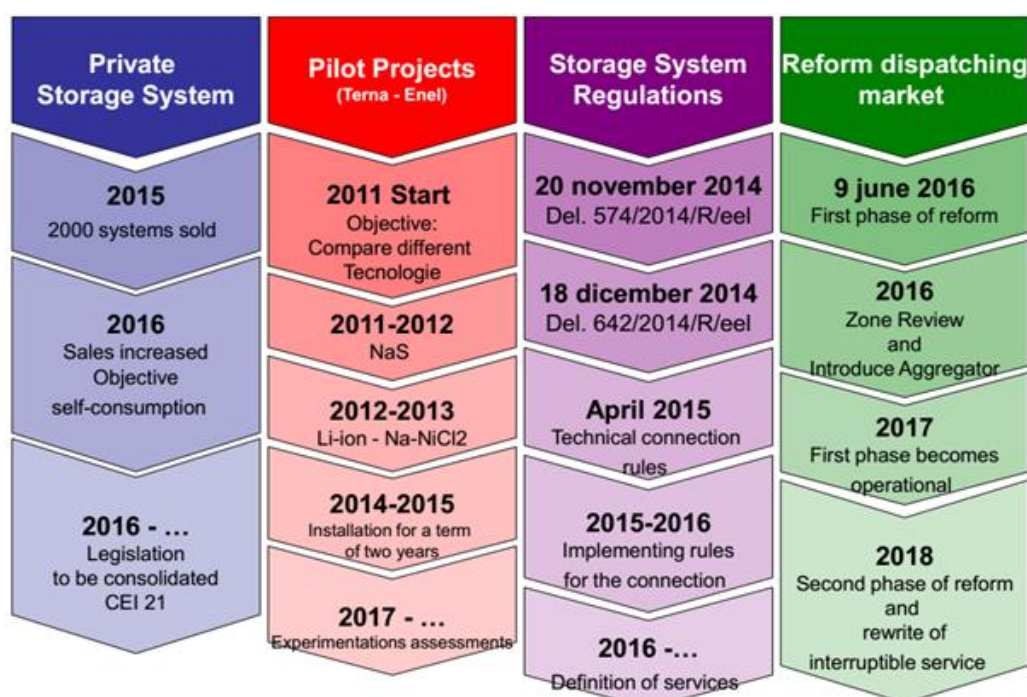 Private
Storage System
2015
2000 systems sold
2016
Sales increased
Objective
self-consumption
2016 - ...
Legislation
to be consolidated
CEI 21
Pilot Projects
(Terna - Enel)
2011 Start
Objective:
Compare different
Tecnologie
2011-2012
NaS
2012-2013
Li-ion - Na-NiCl2
2014-2015
Installation for a term
of two years
2017 - ...
Experimentations assessments
Storage System
Regulations
20 november 2014
Del. 574/2014/R/eel
18 dicember 2014
Del. 642/2014/R/eel
April 2015
Technical connection
rules
2015-2016
Implementing rules
for the connection
2016 -...
Definition of services
Reform dispatching
market
9 june 2016
First phase of reform
2016
Zone Review
and
Introduce Aggregator
2017
First phase becomes
operational
2018
Second phase of reform
and
rewrite of
interruptible service